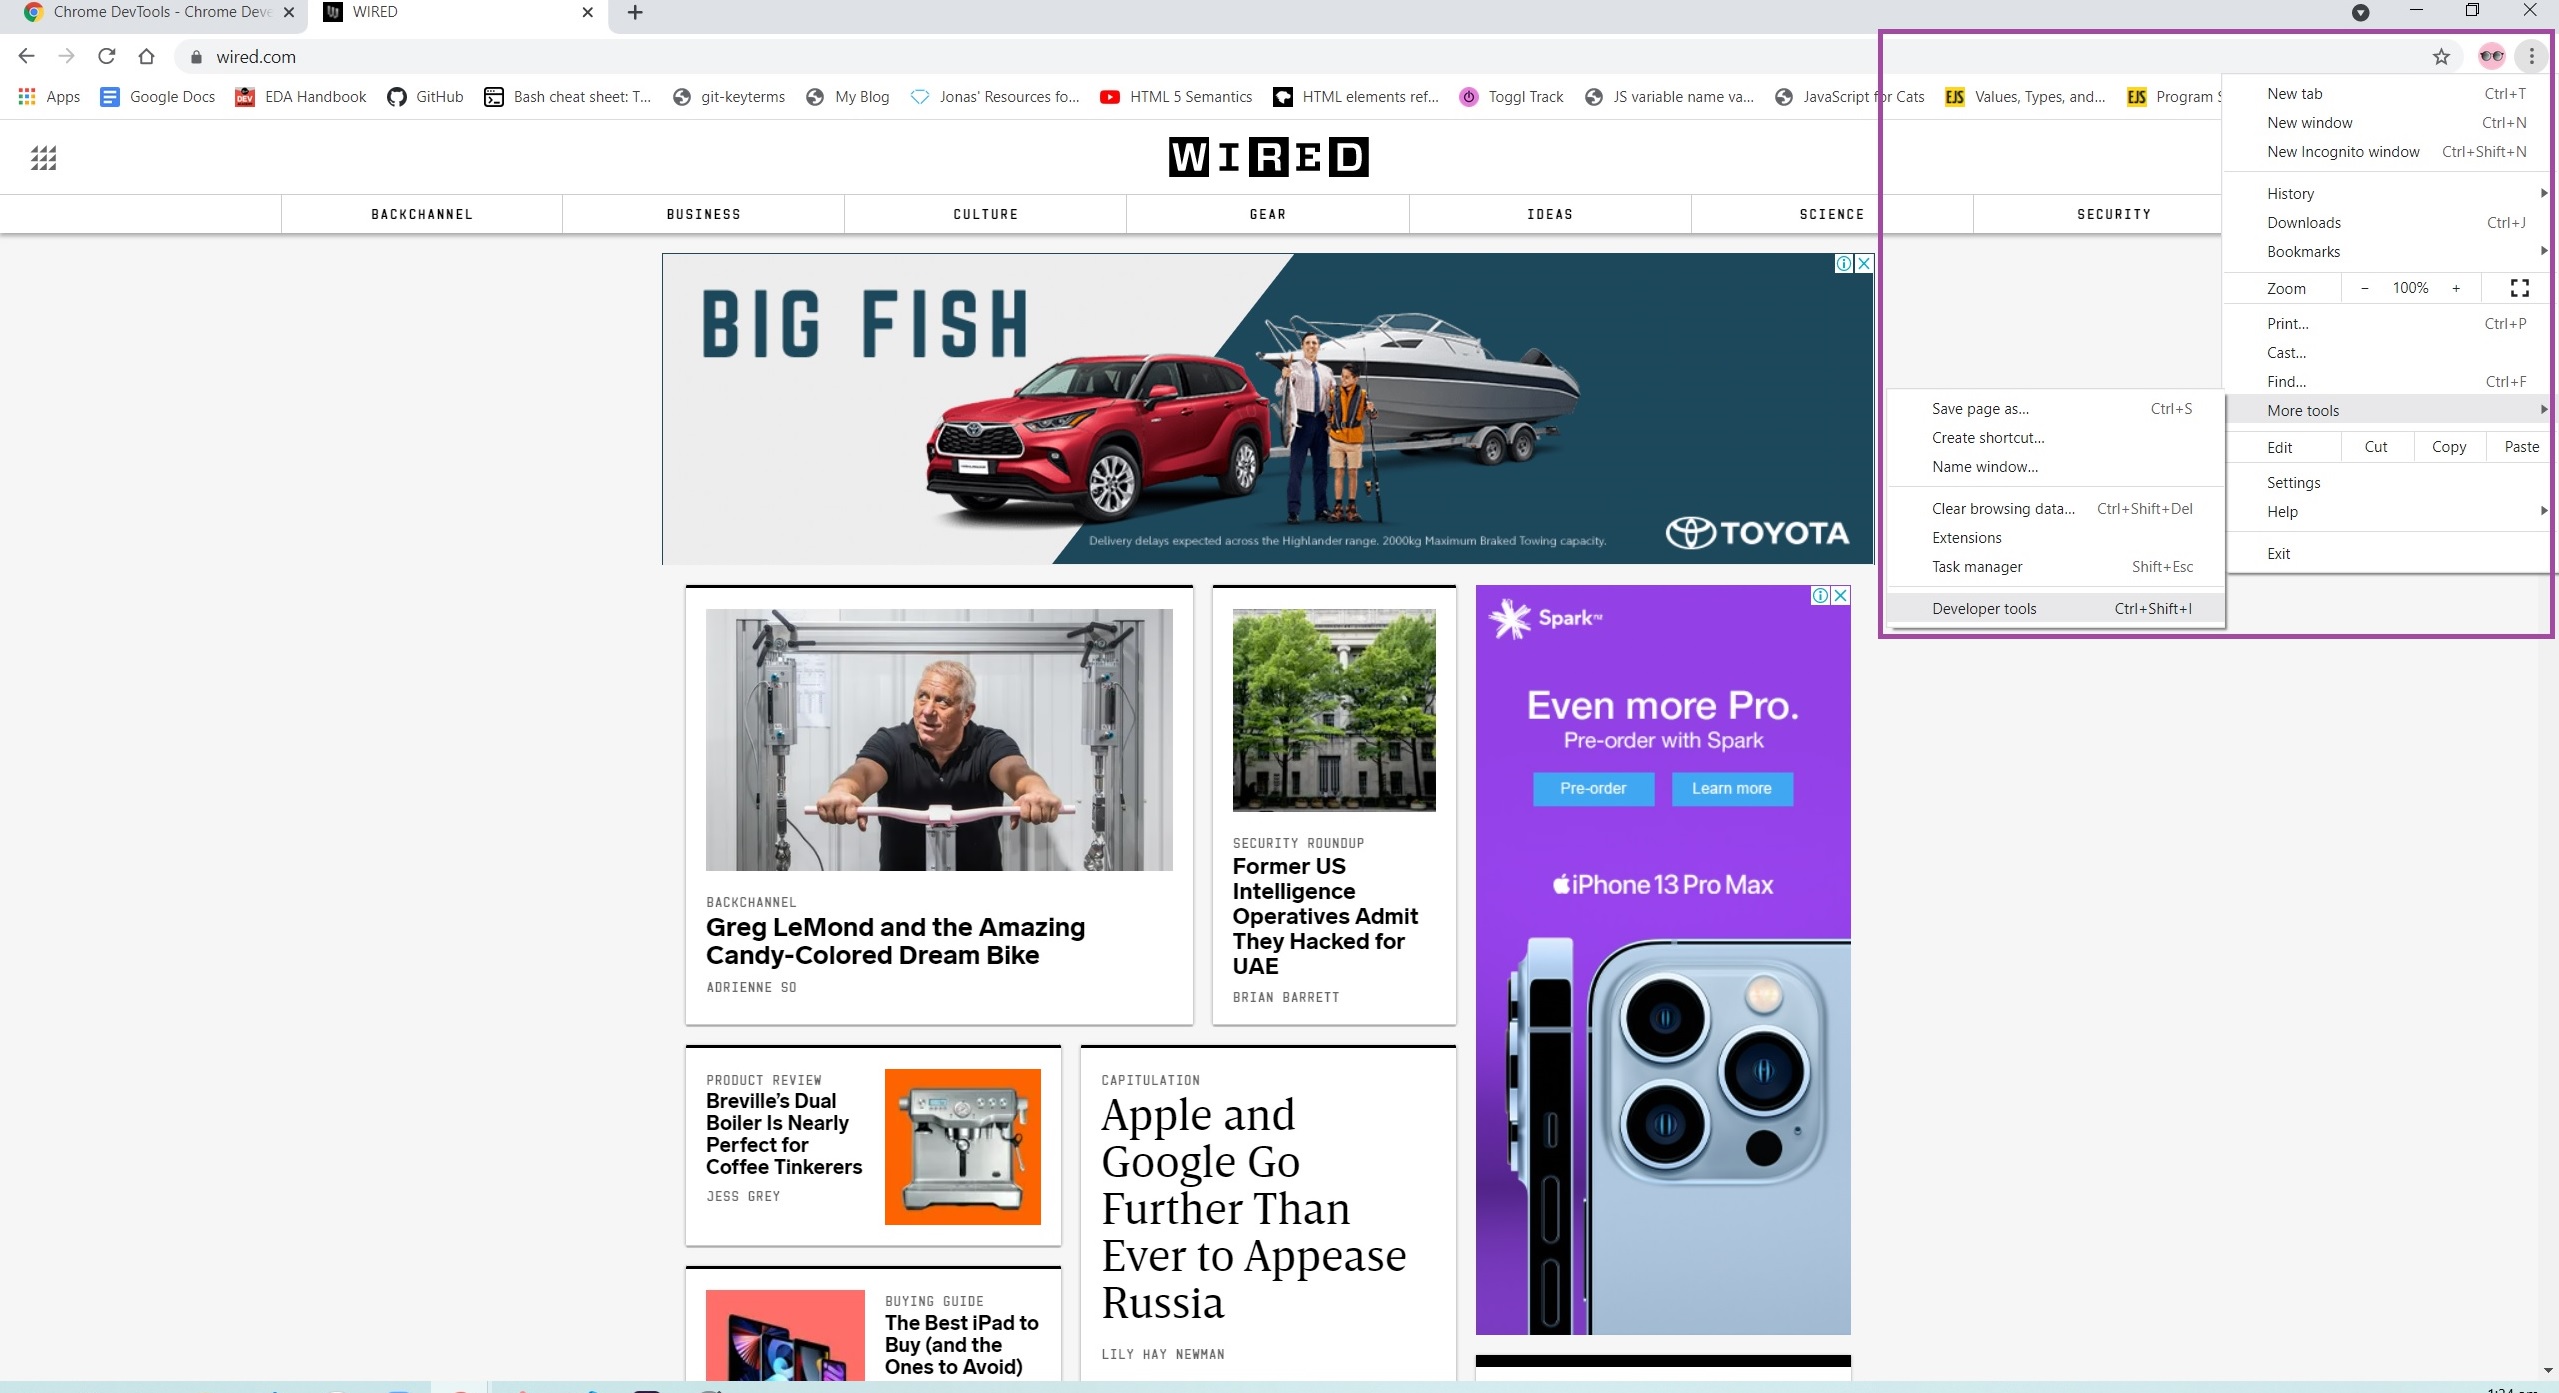 Chrome DevTools - Chrome Deve
WIRED
wired.com
Apps
Google Docs
EDA Handbook
GitHub
Bash cheat sheet: T...
git-keyterms
My Blog
Jonas' Resources fo...
HTML 5 Semantics
HTML elements ref...
Toggl Track
JS variable name va...
JavaScript for Cats
EJS
Values, Types, and...
EJS
Program
WIRED
BACKCHANNEL
BUSINESS
CULTURE
GEAR
IDEAS
SCIENCE
SECURITY
New tab Ctrl+T
New window Ctrl+N
New Incognito window Ctrl+Shift+N
History
Downloads Ctrl+J
Bookmarks
Zoom − 100% +
Print... Ctrl+P
Cast...
Find... Ctrl+F
More tools
Edit Cut Copy Paste
Settings
Help
Exit
Save page as... Ctrl+S
Create shortcut...
Name window...
Clear browsing data... Ctrl+Shift+Del
Extensions
Task manager Shift+Esc
Developer tools Ctrl+Shift+I
BIG FISH
Delivery delays expected across the Highlander range. 2000kg Maximum Braked Towing capacity.
TOYOTA
BACKCHANNEL
Greg LeMond and the Amazing
Candy-Colored Dream Bike
ADRIENNE SO
SECURITY ROUNDUP
Former US
Intelligence
Operatives Admit
They Hacked for
UAE
BRIAN BARRETT
Spark nz
Even more Pro.
Pre-order with Spark
Pre-order
Learn more
iPhone 13 Pro Max
PRODUCT REVIEW
Breville's Dual
Boiler Is Nearly
Perfect for
Coffee Tinkerers
JESS GREY
CAPITULATION
Apple and
Google Go
Further Than
Ever to Appease
Russia
LILY HAY NEWMAN
BUYING GUIDE
The Best iPad to
Buy (and the
Ones to Avoid)